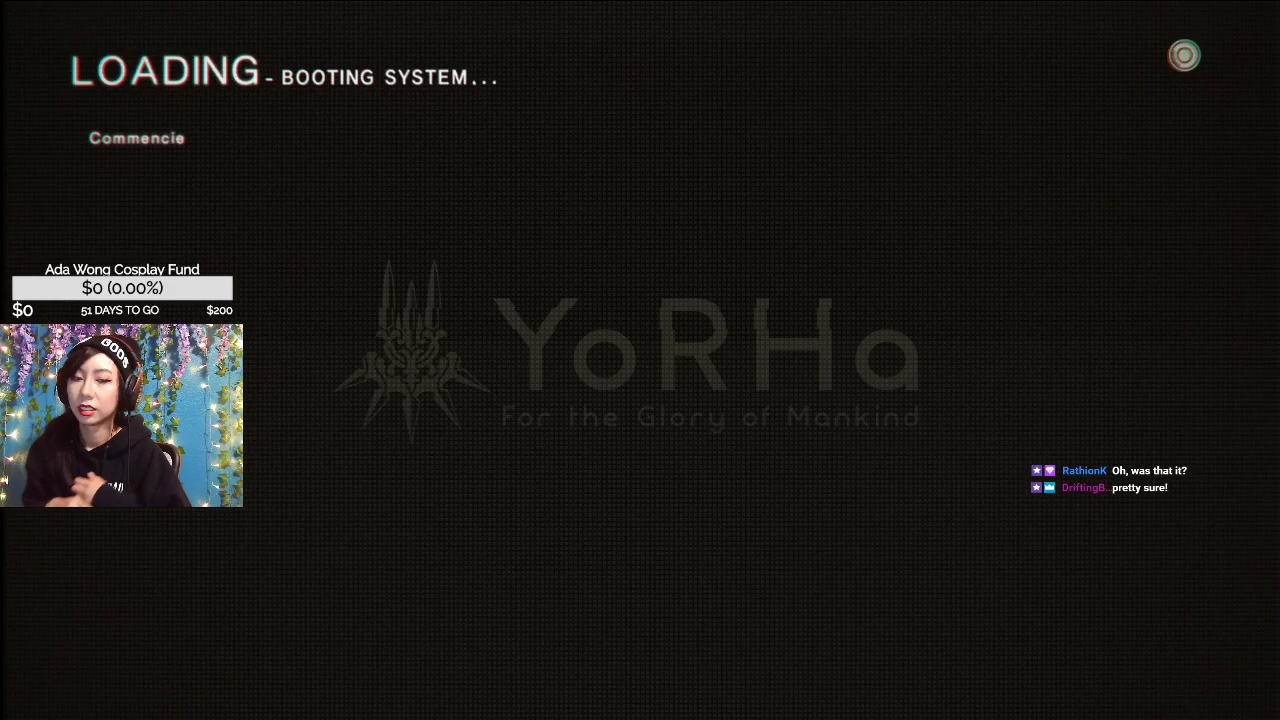 LOADING - BOOTING SYSTEM...
Commencie
Ada Wong Cosplay Fund
$0 (0.00%)
$0 51 DAYS TO GO $200
YoRHa
For the Glory of Mankind
RathionK Oh, was that it?
DriftingB.. pretty sure!